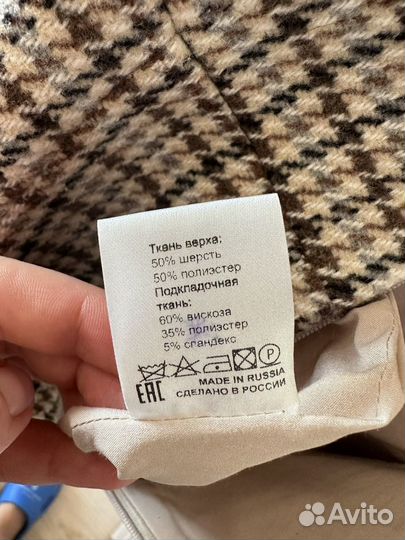 Ткань верха:
50% шерсть
50% полиэстер
Подкладочная
ткань:
60% вискоза
35% полиэстер
5% спандекс
P
EAC MADE IN RUSSIA
СДЕЛАНО В РОССИИ
Avito